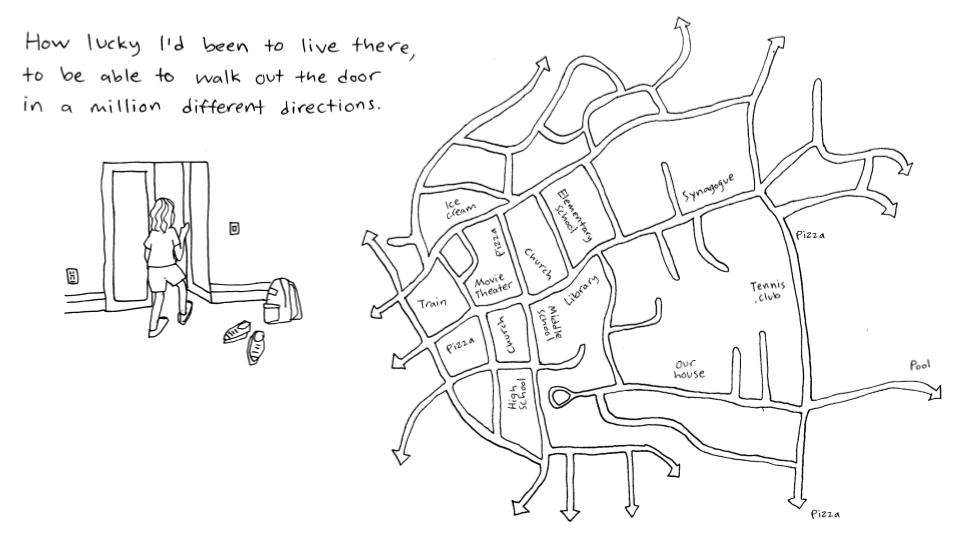 How lucky I'd been to live there,
to be able to walk out the door
in a million different directions.
Ice
cream
Pizza
Elementary
School
Church
Synagogue
Pizza
Movie
Theater
Train
Library
Middle
School
Tennis
club
Pizza
Church
High
School
Our
house
Pool
Pizza